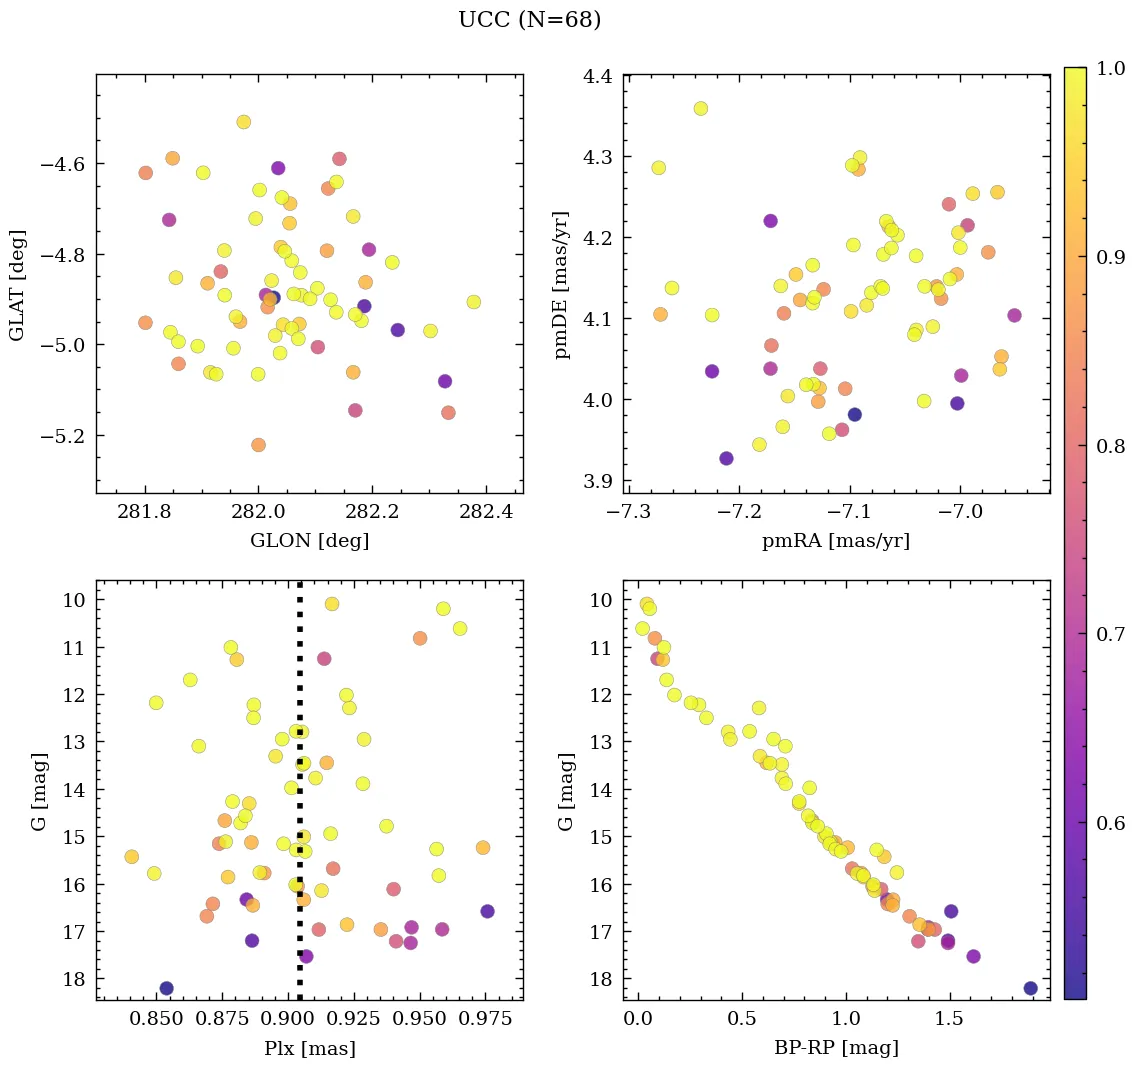 UCC (N=68)
−4.6
−4.8
−5.0
−5.2
GLAT [deg]
281.8 282.0 282.2 282.4
GLON [deg]
4.4
4.3
4.2
4.1
4.0
3.9
pmDE [mas/yr]
−7.3 −7.2 −7.1 −7.0
pmRA [mas/yr]
1.0
0.9
0.8
0.7
0.6
10
11
12
13
14
15
16
17
18
G [mag]
0.850 0.875 0.900 0.925 0.950 0.975
Plx [mas]
10
11
12
13
14
15
16
17
18
G [mag]
0.0 0.5 1.0 1.5
BP-RP [mag]